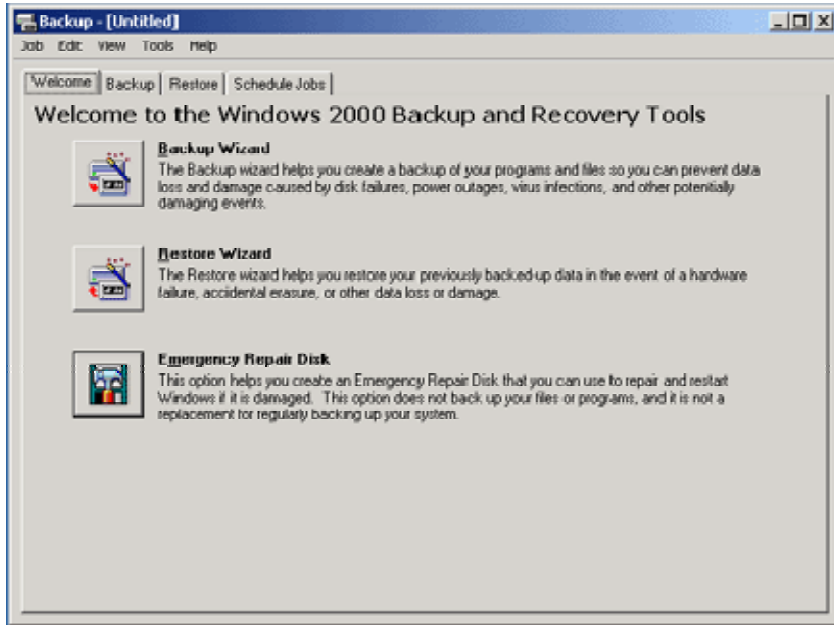 Backup - [Untitled]
Job Edit View Tools Help
Welcome Backup Restore Schedule Jobs
Welcome to the Windows 2000 Backup and Recovery Tools
Backup Wizard
The Backup wizard helps you create a backup of your programs and files so you can prevent data
loss and damage caused by disk failures, power outages, virus infections, and other potentially
damaging events.
Restore Wizard
The Restore wizard helps you restore your previously backed-up data in the event of a hardware
failure, accidental erasure, or other data loss or damage.
Emergency Repair Disk
This option helps you create an Emergency Repair Disk that you can use to repair and restart
Windows if it is damaged. This option does not back up your files or programs, and it is not a
replacement for regularly backing up your system.